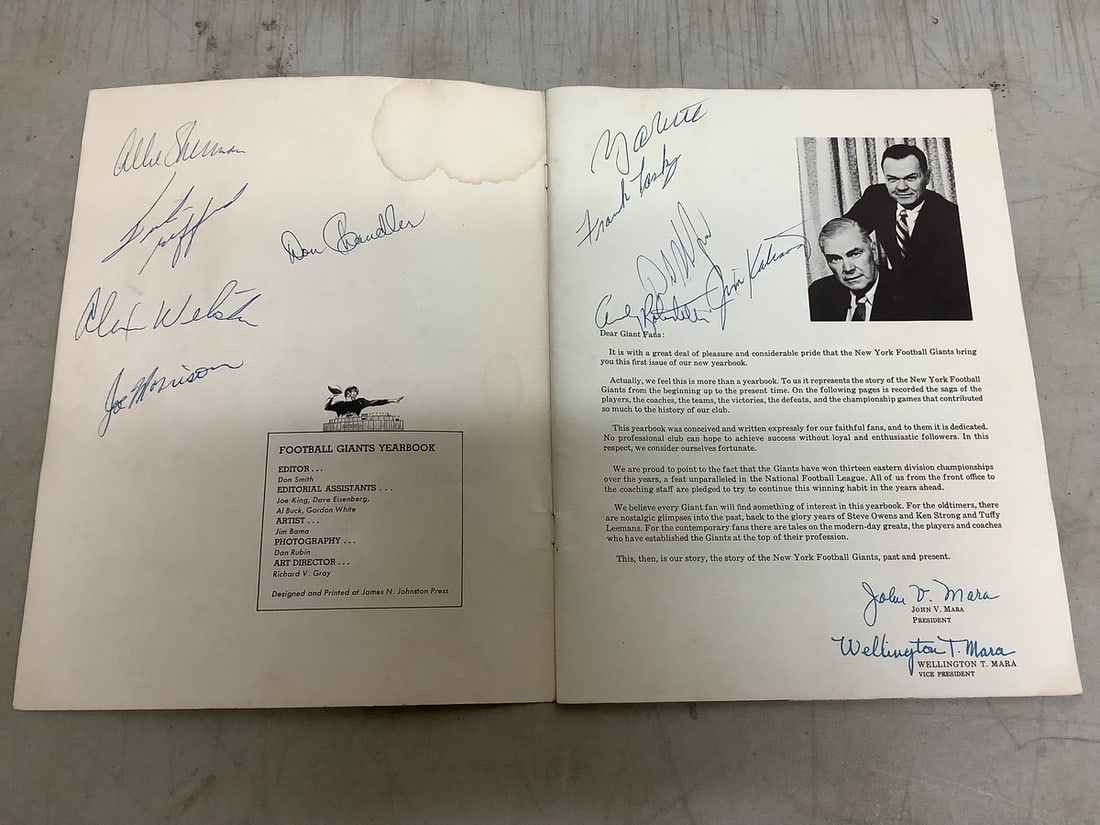 Allie Sherman
Don Chandler
Alex Webster
Joe Morrison
FOOTBALL GIANTS YEARBOOK
EDITOR . . .
Don Smith
EDITORIAL ASSISTANTS . . .
Joe King, Dave Eisenberg,
Al Buck, Gordon White
ARTIST . . .
Jim Bama
PHOTOGRAPHY . . .
Dan Rubin
ART DIRECTOR . . .
Richard V. Gray
Designed and Printed at James N. Johnston Press
Frank
Andy Robustelli Jim Katcavage
Dear Giant Fans:
It is with a great deal of pleasure and considerable pride that the New York Football Giants bring
you this first issue of our new yearbook.
Actually, we feel this is more than a yearbook. To us it represents the story of the New York Football
Giants from the beginning up to the present time. On the following pages is recorded the saga of the
players, the coaches, the teams, the victories, the defeats, and the championship games that contributed
so much to the history of our club.
This yearbook was conceived and written expressly for our faithful fans, and to them it is dedicated.
No professional club can hope to achieve success without loyal and enthusiastic followers. In this
respect, we consider ourselves fortunate.
We are proud to point to the fact that the Giants have won thirteen eastern division championships
over the years, a feat unparalleled in the National Football League. All of us from the front office to
the coaching staff are pledged to try to continue this winning habit in the years ahead.
We believe every Giant fan will find something of interest in this yearbook. For the oldtimers, there
are nostalgic glimpses into the past, back to the glory years of Steve Owens and Ken Strong and Tuffy
Leemans. For the contemporary fans there are tales on the modern-day greats, the players and coaches
who have established the Giants at the top of their profession.
This, then, is our story, the story of the New York Football Giants, past and present.
John V. Mara
JOHN V. MARA
PRESIDENT
Wellington T. Mara
WELLINGTON T. MARA
VICE PRESIDENT